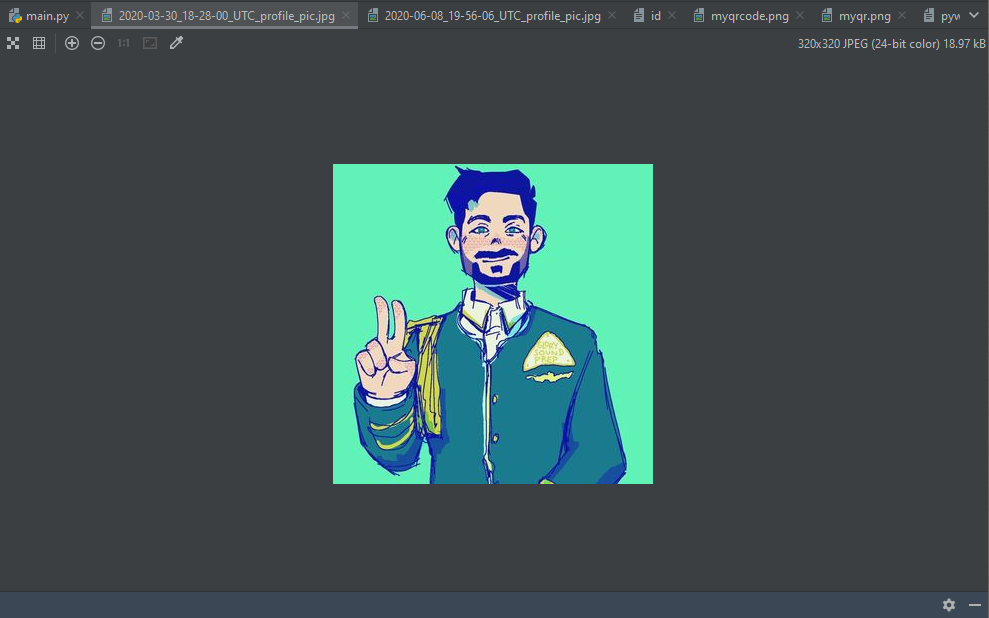 main.py
2020-03-30_18-28-00_UTC_profile_pic.jpg
2020-06-08_19-56-06_UTC_profile_pic.jpg
id
myqrcode.png
myqr.png
pyw
1:1
320x320 JPEG (24-bit color) 18.97 kB
SOUND
PREP